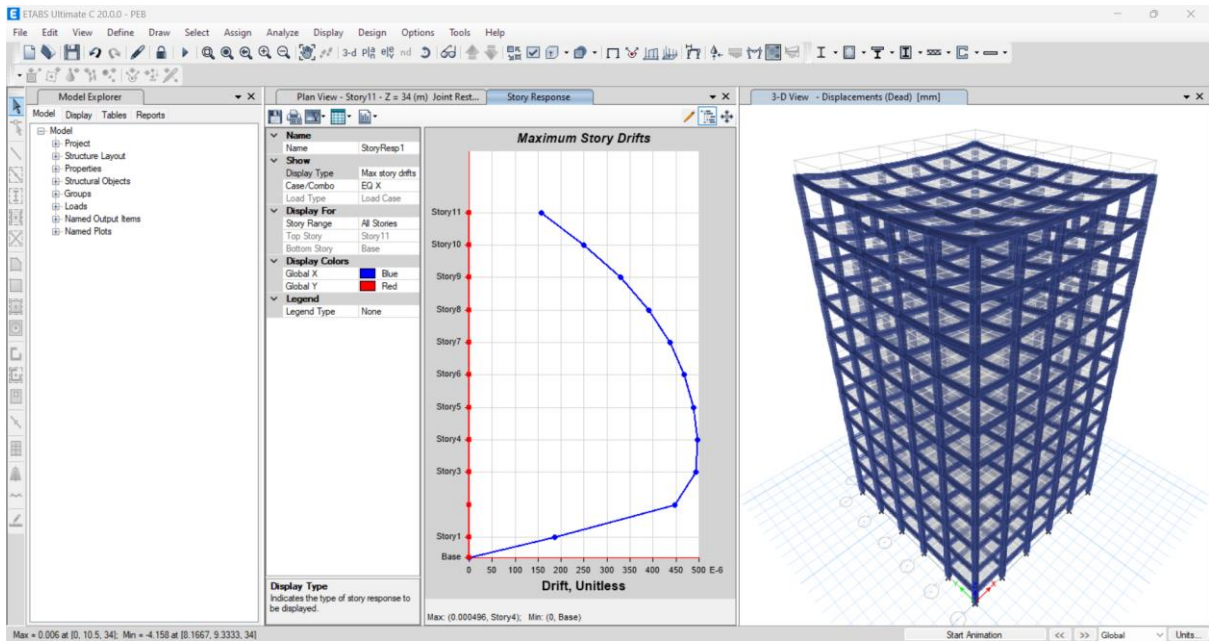 ETABS Ultimate C 20.0.0 - PEB
File Edit View Define Draw Select Assign Analyze Display Design Options Tools Help
3-d
nd
Model Explorer
Model Display Tables Reports
Model
Project
Structure Layout
Properties
Structural Objects
Groups
Loads
Named Output Items
Named Plots
Plan View - Story11 - Z = 34 (m) Joint Rest...
Story Response
Name
Name StoryResp1
Show
Display Type Max story drifts
Case/Combo EQ X
Load Type Load Case
Display For
Story Range All Stories
Top Story Story11
Bottom Story Base
Display Colors
Global X Blue
Global Y Red
Legend
Legend Type None
Display Type
Indicates the type of story response to
be displayed.
Maximum Story Drifts
Story11
Story10
Story9
Story8
Story7
Story6
Story5
Story4
Story3
Story1
Base
0 50 100 150 200 250 300 350 400 450 500 E-6
Drift, Unitless
Max: (0.000496, Story4); Min: (0, Base)
3-D View - Displacements (Dead) [mm]
X
Y
Max = 0.006 at [0, 10.5, 34]; Min = -4.158 at [8.1667, 9.3333, 34]
Start Animation << >> Global Units...